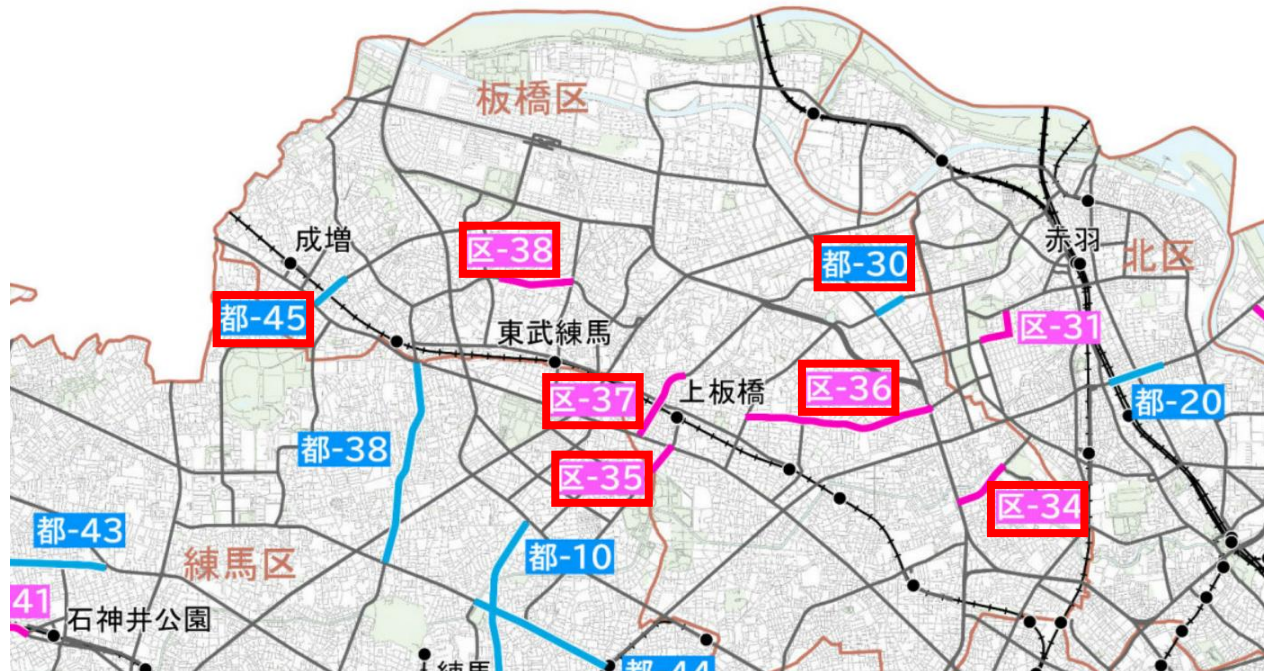 板橋区
成増
区-38
都-30
赤羽
北区
都-45
東武練馬
区-31
区-37
上板橋
区-36
都-20
都-38
区-35
区-34
都-43
練馬区
都-10
41
石神井公園
練馬
都-44